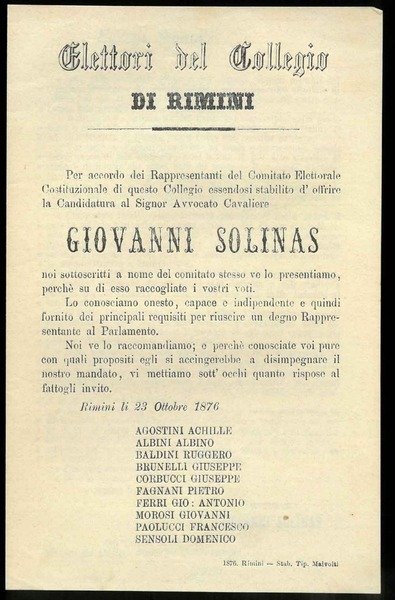 Elettori del Collegio
DI RIMINI
Per accordo dei Rappresentanti del Comitato Elettorale
Costituzionale di questo Collegio essendosi stabilito d' offrire
la Candidatura al Signor Avvocato Cavaliere
GIOVANNI SOLINAS
noi sottoscritti a nome del comitato stesso ve lo presentiamo,
perchè su di esso raccogliate i vostri voti.
Lo conosciamo onesto, capace e indipendente e quindi
fornito dei principali requisiti per riuscire un degno Rappre-
sentante al Parlamento.
Noi ve lo raccomandiamo; e perchè conosciate voi pure
con quali propositi egli si accingerebbe a disimpegnare il
nostro mandato, vi mettiamo sott' occhi quanto rispose al
fattogli invito.
Rimini li 23 Ottobre 1876
AGOSTINI ACHILLE
ALBINI ALBINO
BALDINI RUGGERO
BRUNELLI GIUSEPPE
CORBUCCI GIUSEPPE
FAGNANI PIETRO
FERRI GIO: ANTONIO
MOROSI GIOVANNI
PAOLUCCI FRANCESCO
SENSOLI DOMENICO
1876. Rimini — Stab. Tip. Malvolti